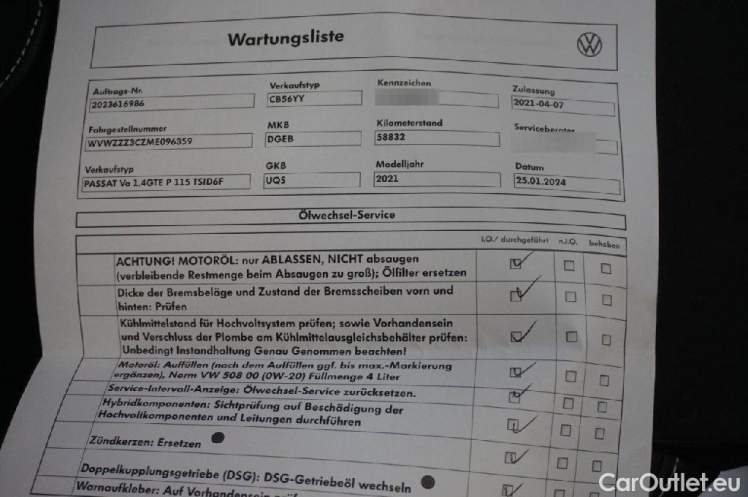 Wartungsliste
Auftrags-Nr.
2023616986
Verkaufstyp
CB56YY
Kennzeichen
Zulassung
2021-04-07
Fahrgestellnummer
WVWZZZ3CZME096859
MKB
DGEB
Kilometerstand
58832
Serviceberater
Verkaufstyp
PASSAT Va 1.4GTE P 115 TSID6F
GKB
UQ5
Modelljahr
2021
Datum
25.01.2024
Ölwechsel-Service
I.O./ durchgeführt n.i.O. behoben
ACHTUNG! MOTORÖL: nur ABLASSEN, NICHT absaugen
(verbleibende Restmenge beim Absaugen zu groß); Ölfilter ersetzen
Dicke der Bremsbeläge und Zustand der Bremsscheiben vorn und
hinten: Prüfen
Kühlmittelstand für Hochvoltsystem prüfen; sowie Vorhandensein
und Verschluss der Plombe am Kühlmittelausgleichsbehälter prüfen:
Unbedingt Instandhaltung Genau Genommen beachten!
Motoröl: Auffüllen (nach dem Auffüllen ggf. bis max.-Markierung
ergänzen), Norm VW 508 00 (0W-20) Füllmenge 4 Liter
Service-Intervall-Anzeige: Ölwechsel-Service zurücksetzen.
Hybridkomponenten: Sichtprüfung auf Beschädigung der
Hochvoltkomponenten und Leitungen durchführen
Zündkerzen: Ersetzen
Doppelkupplungsgetriebe (DSG): DSG-Getriebeöl wechseln
Warnaufkleber: Auf Vorhandensein
CarOutlet.eu